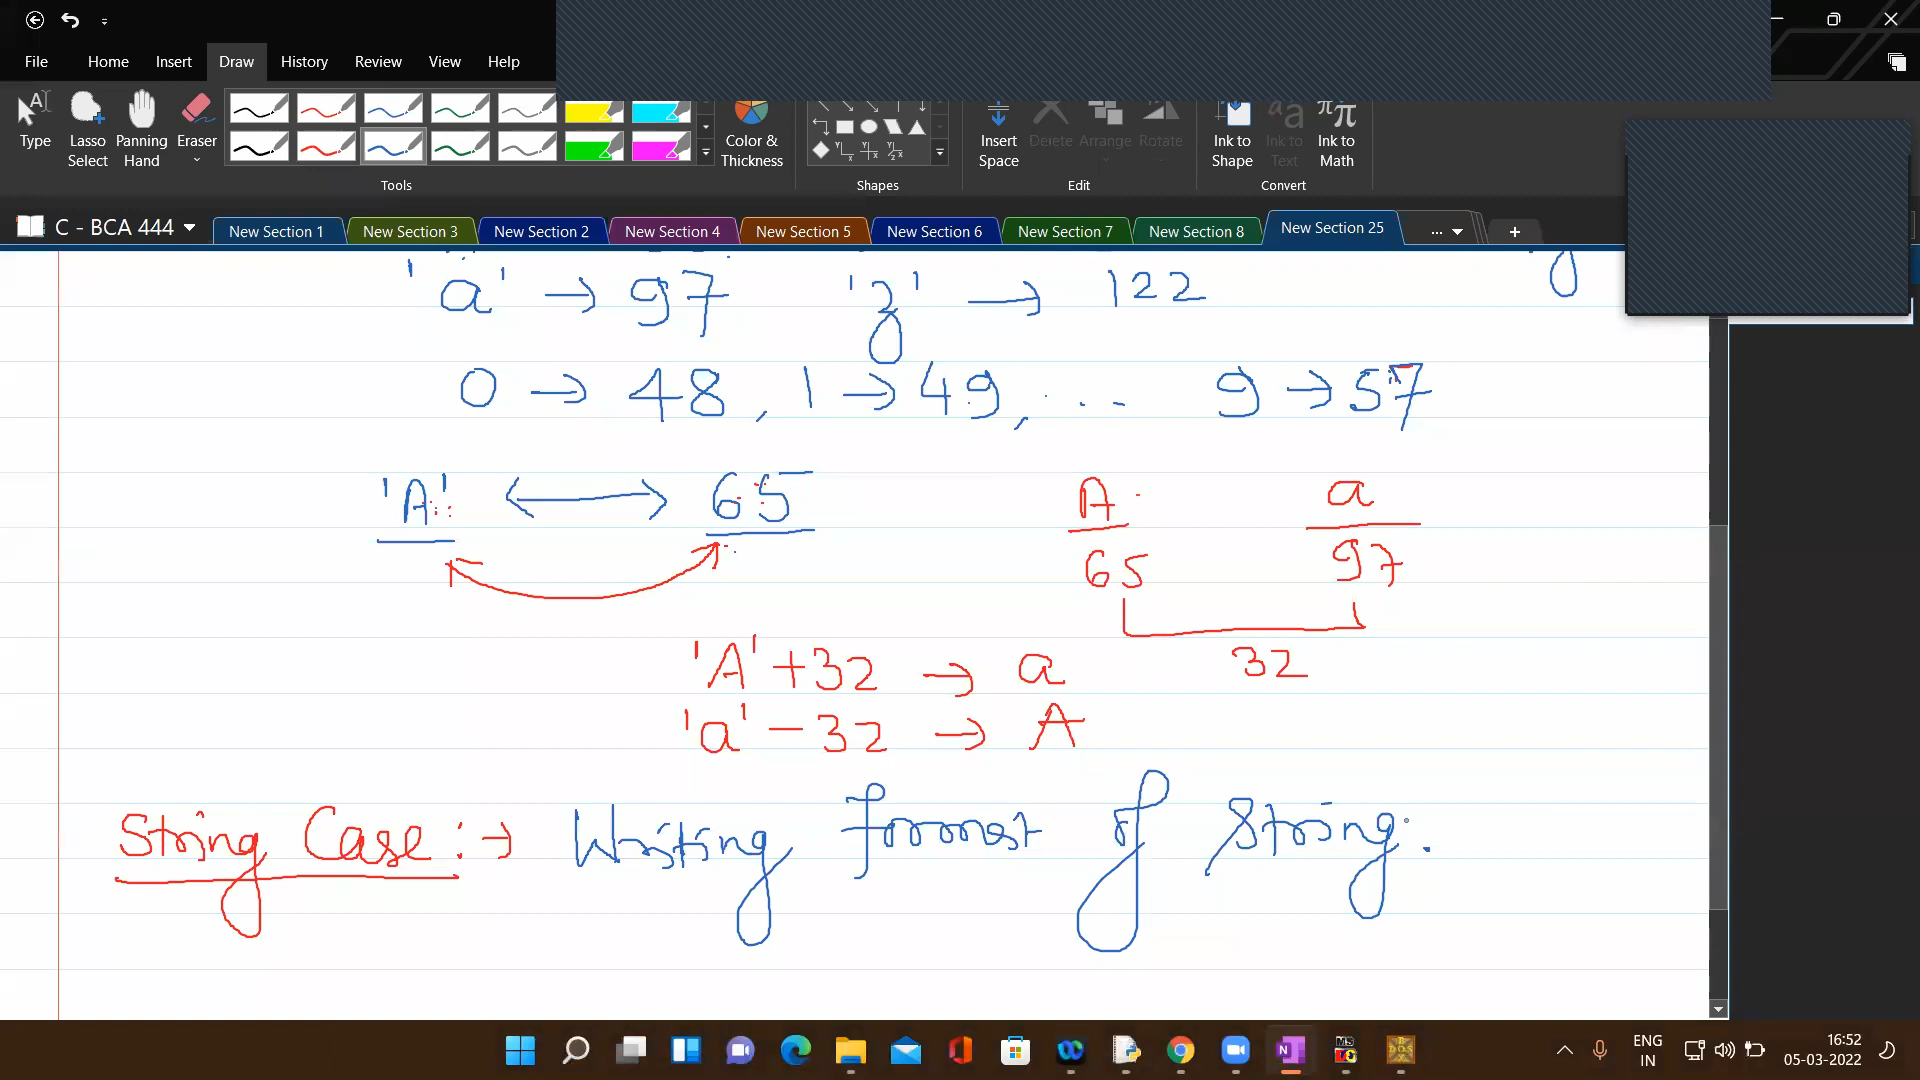 File Home Insert Draw History Review View Help
Type
Lasso Select
Panning Hand
Eraser
Color & Thickness
Insert Space
Delete
Arrange
Rotate
Ink to Shape
Ink to Text
Ink to Math
Tools Shapes Edit Convert
C - BCA 444 New Section 1 New Section 3 New Section 2 New Section 4 New Section 5 New Section 6 New Section 7 New Section 8 New Section 25 ... +
'a' → 97 'z' → 122
0 → 48 , 1 → 49 , ... 9 → 57
'A' ↔ 65 A a
65 97
32
'A' + 32 → a
'a' - 32 → A
String Case :→ Writing format of String.
ENG IN
16:52
05-03-2022